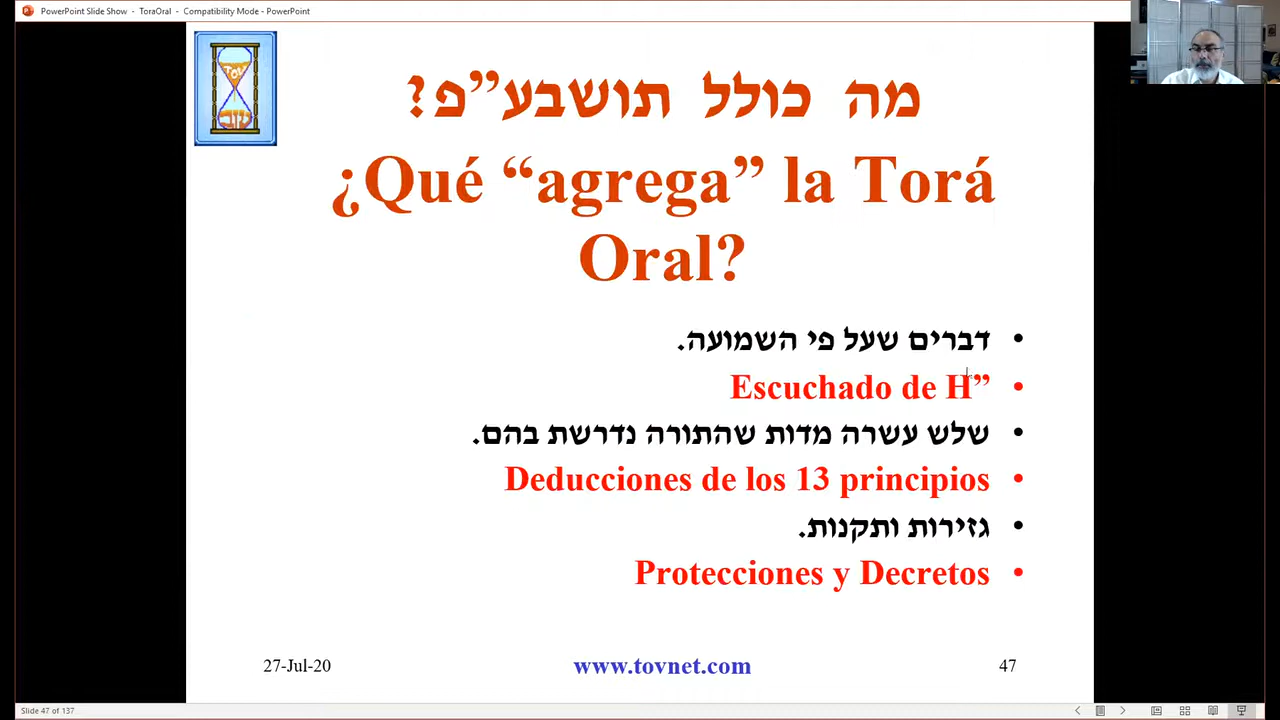 PowerPoint Slide Show - ToraOral - Compatibility Mode - PowerPoint
מה כולל תושבע”פ?
¿Qué “agrega” la Torá
Oral?
• דברים שעל פי השמועה.
• Escuchado de H”
• שלש עשרה מדות שהתורה נדרשת בהם.
• Deducciones de los 13 principios
• גזירות ותקנות.
• Protecciones y Decretos
27-Jul-20
www.tovnet.com
47
Slide 47 of 137